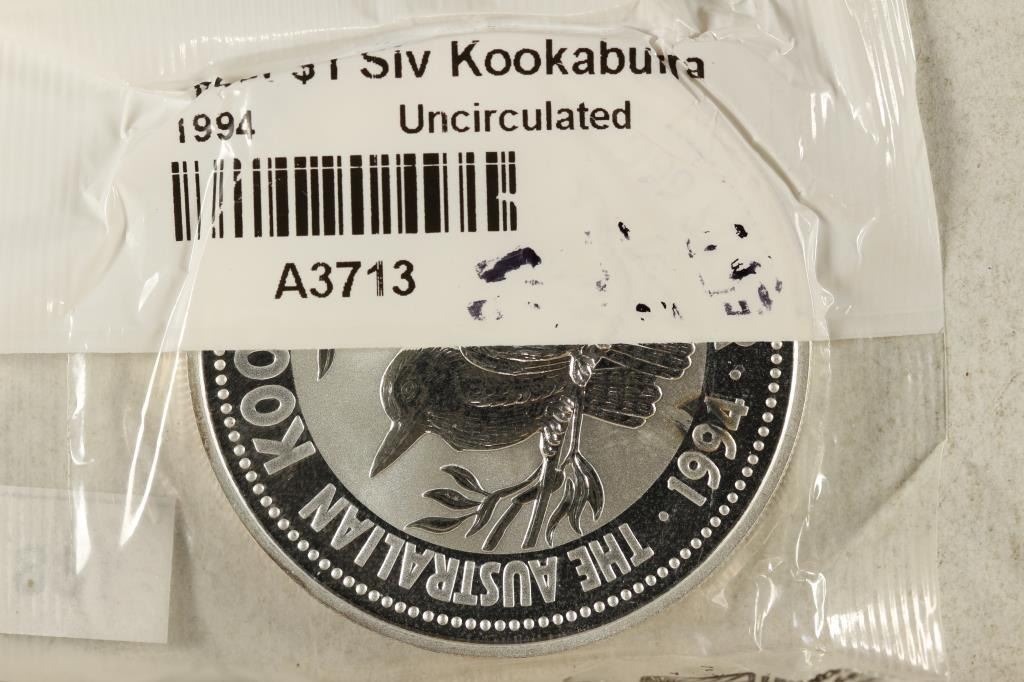 $1 Slv Kookaburra
1994 Uncirculated
A3713
THE AUSTRALIAN KOO
1994